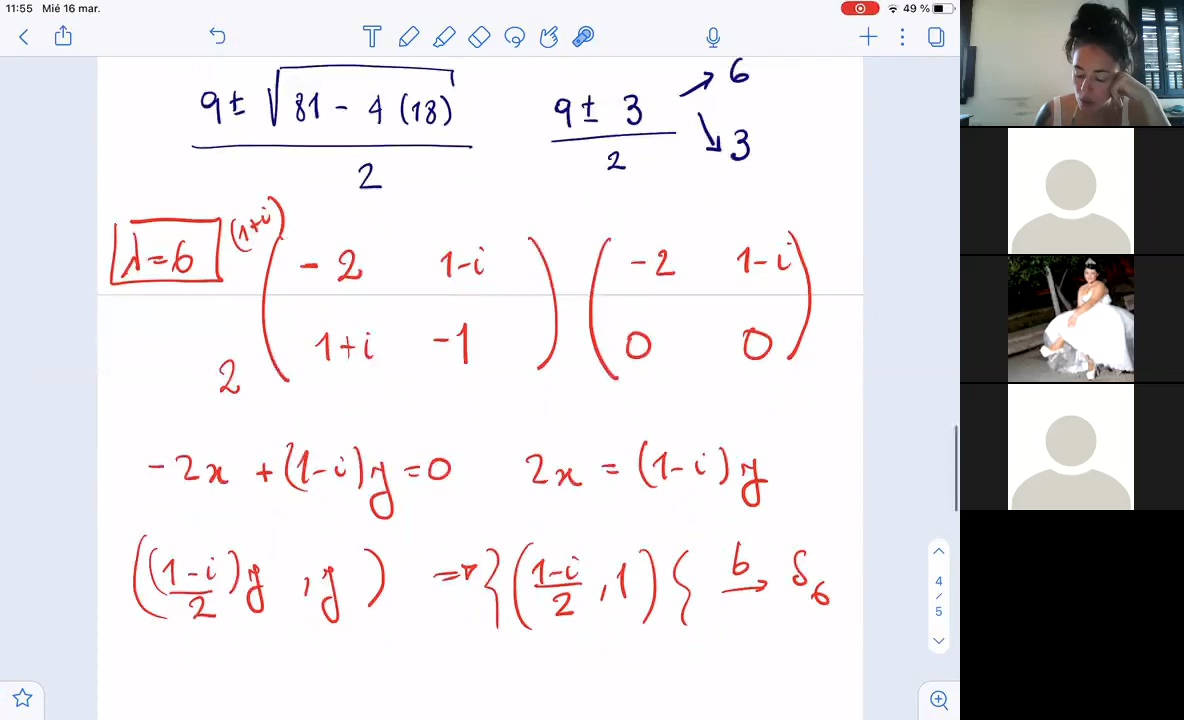 11:55 Mié 16 mar. 49 %
9± √81 - 4 (18) / 2 9 ± 3 / 2 ↗ 6 ↘ 3
λ=6 (1+i) ( -2 1-i ) ( -2 1-i )
2 ( 1+i -1 ) ( 0 0 )
-2x + (1-i)y = 0 2x = (1-i)y
( (1-i)/2 y , y ) => { ( 1-i/2 , 1 ) } b→ S₆
T
4
/
5